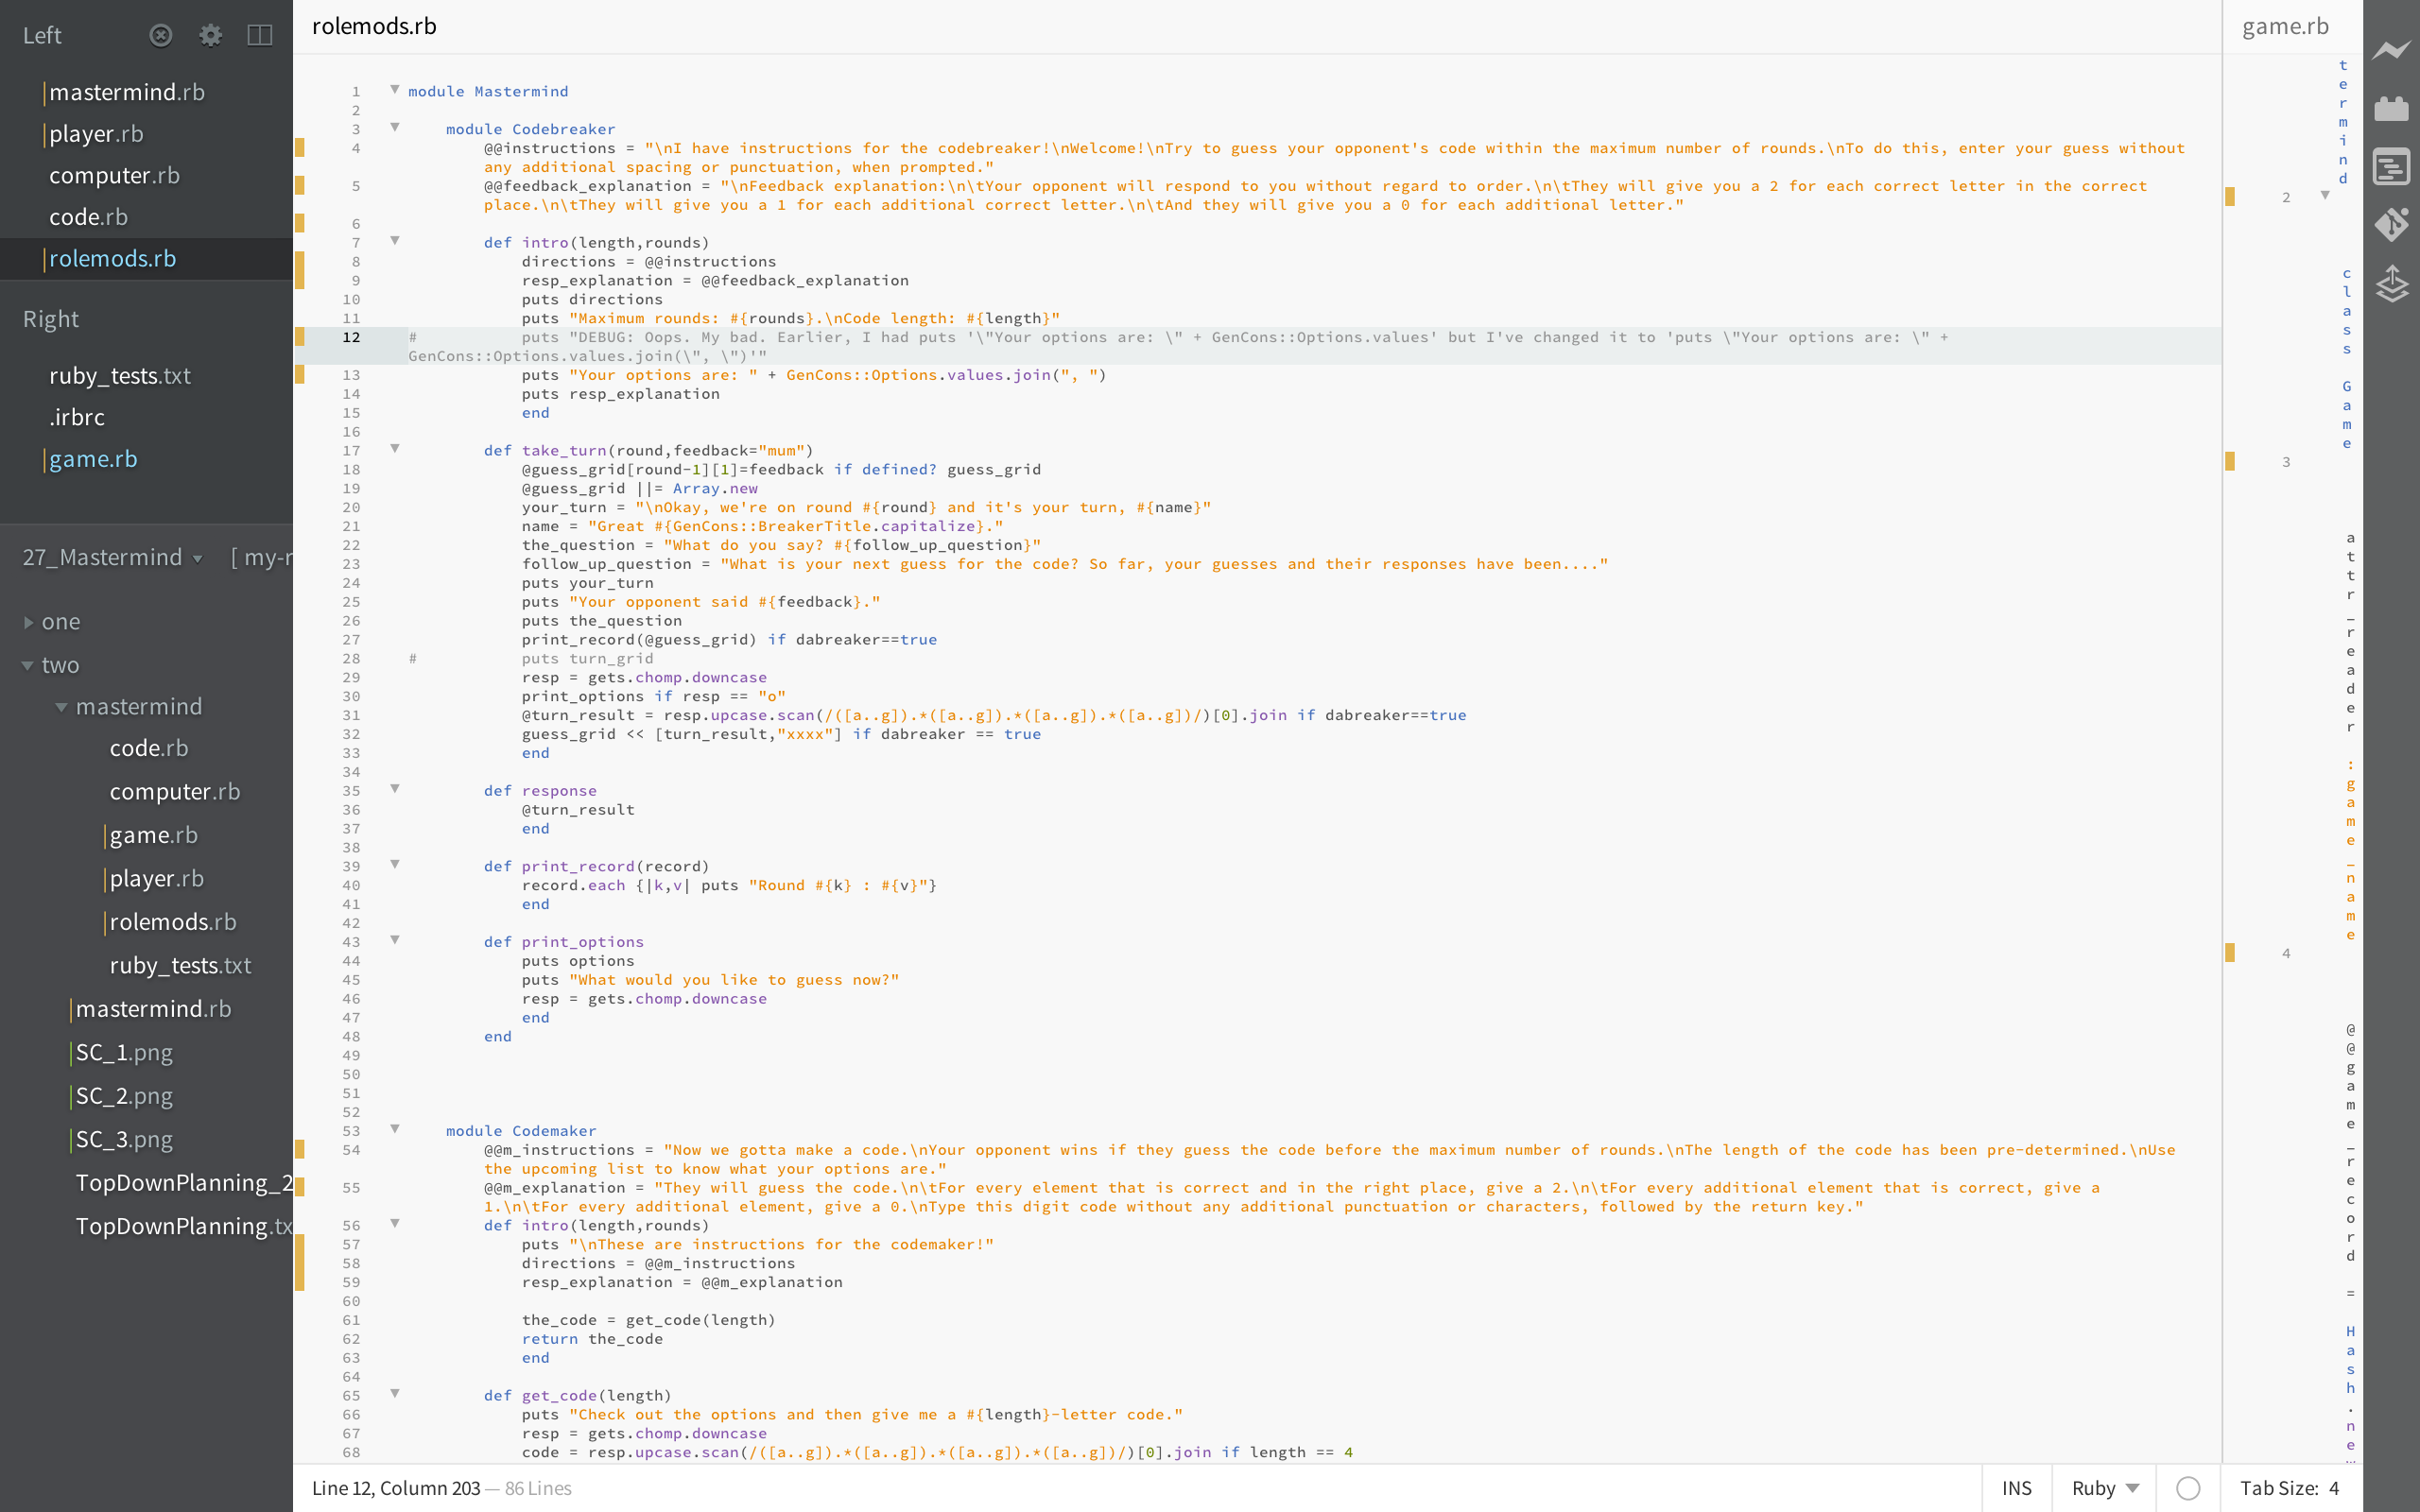 Left
mastermind.rb
player.rb
computer.rb
code.rb
rolemods.rb
Right
ruby_tests.txt
.irbrc
game.rb
27_Mastermind [ my-r
one
two
mastermind
code.rb
computer.rb
game.rb
player.rb
rolemods.rb
ruby_tests.txt
mastermind.rb
SC_1.png
SC_2.png
SC_3.png
TopDownPlanning_2
TopDownPlanning.tx
rolemods.rb
1 module Mastermind
2
3 module Codebreaker
4 @@instructions = "\nI have instructions for the codebreaker!\nWelcome!\nTry to guess your opponent's code within the maximum number of rounds.\nTo do this, enter your guess without
any additional spacing or punctuation, when prompted."
5 @@feedback_explanation = "\nFeedback explanation:\n\tYour opponent will respond to you without regard to order.\n\tThey will give you a 2 for each correct letter in the correct
place.\n\tThey will give you a 1 for each additional correct letter.\n\tAnd they will give you a 0 for each additional letter."
6
7 def intro(length,rounds)
8 directions = @@instructions
9 resp_explanation = @@feedback_explanation
10 puts directions
11 puts "Maximum rounds: #{rounds}.\nCode length: #{length}"
12 # puts "DEBUG: Oops. My bad. Earlier, I had puts '\"Your options are: \" + GenCons::Options.values' but I've changed it to 'puts \"Your options are: \" +
GenCons::Options.values.join(\", \")'"
13 puts "Your options are: " + GenCons::Options.values.join(", ")
14 puts resp_explanation
15 end
16
17 def take_turn(round,feedback="mum")
18 @guess_grid[round-1][1]=feedback if defined? guess_grid
19 @guess_grid ||= Array.new
20 your_turn = "\nOkay, we're on round #{round} and it's your turn, #{name}"
21 name = "Great #{GenCons::BreakerTitle.capitalize}."
22 the_question = "What do you say? #{follow_up_question}"
23 follow_up_question = "What is your next guess for the code? So far, your guesses and their responses have been...."
24 puts your_turn
25 puts "Your opponent said #{feedback}."
26 puts the_question
27 print_record(@guess_grid) if dabreaker==true
28 # puts turn_grid
29 resp = gets.chomp.downcase
30 print_options if resp == "o"
31 @turn_result = resp.upcase.scan(/([a..g]).*([a..g]).*([a..g]).*([a..g])/)[0].join if dabreaker==true
32 guess_grid << [turn_result,"xxxx"] if dabreaker == true
33 end
34
35 def response
36 @turn_result
37 end
38
39 def print_record(record)
40 record.each {|k,v| puts "Round #{k} : #{v}"}
41 end
42
43 def print_options
44 puts options
45 puts "What would you like to guess now?"
46 resp = gets.chomp.downcase
47 end
48 end
49
50
51
52
53 module Codemaker
54 @@m_instructions = "Now we gotta make a code.\nYour opponent wins if they guess the code before the maximum number of rounds.\nThe length of the code has been pre-determined.\nUse
the upcoming list to know what your options are."
55 @@m_explanation = "They will guess the code.\n\tFor every element that is correct and in the right place, give a 2.\n\tFor every additional element that is correct, give a
1.\n\tFor every additional element, give a 0.\nType this digit code without any additional punctuation or characters, followed by the return key."
56 def intro(length,rounds)
57 puts "\nThese are instructions for the codemaker!"
58 directions = @@m_instructions
59 resp_explanation = @@m_explanation
60
61 the_code = get_code(length)
62 return the_code
63 end
64
65 def get_code(length)
66 puts "Check out the options and then give me a #{length}-letter code."
67 resp = gets.chomp.downcase
68 code = resp.upcase.scan(/([a..g]).*([a..g]).*([a..g]).*([a..g])/)[0].join if length == 4
game.rb
t
e
r
m
i
n
d
2
c
l
a
s
s
G
a
m
e
3
a
t
t
r
_
r
e
a
d
e
r
:
g
a
m
e
_
n
a
m
e
4
@
@
g
a
m
e
_
r
e
c
o
r
d
=
H
a
s
h
.
n
e
Line 12, Column 203 — 86 Lines
INS
Ruby
Tab Size: 4